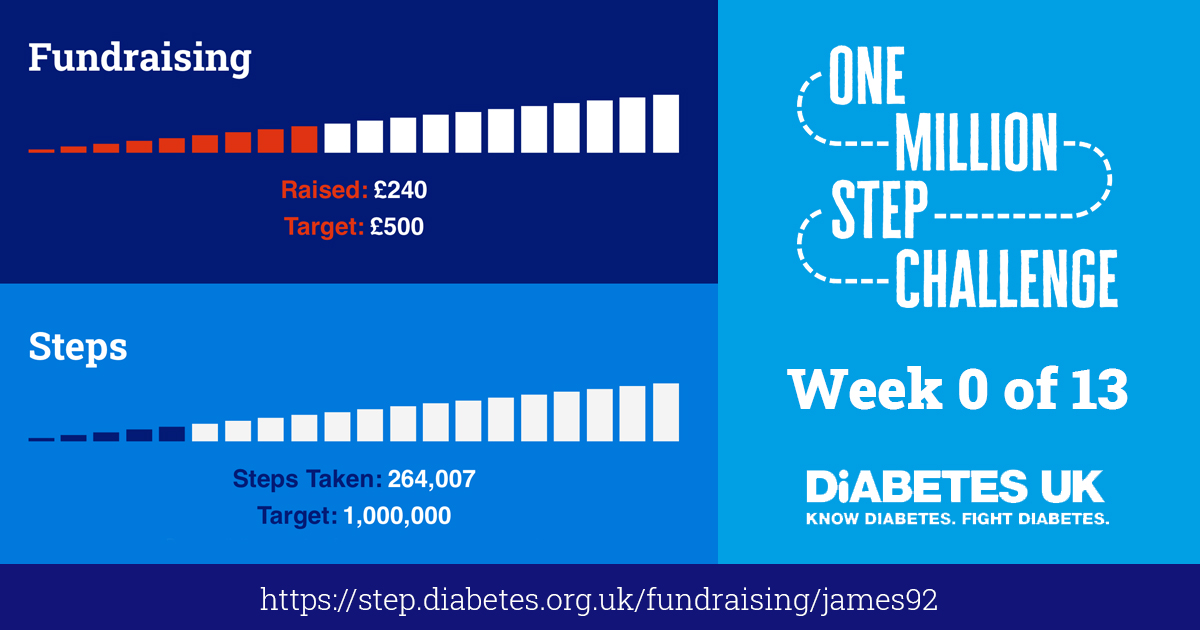 Fundraising
Raised: £240
Target: £500
Steps
Steps Taken: 264,007
Target: 1,000,000
ONE
MILLION
STEP
CHALLENGE
Week 0 of 13
DiABETES UK
KNOW DIABETES. FIGHT DIABETES.
https://step.diabetes.org.uk/fundraising/james92